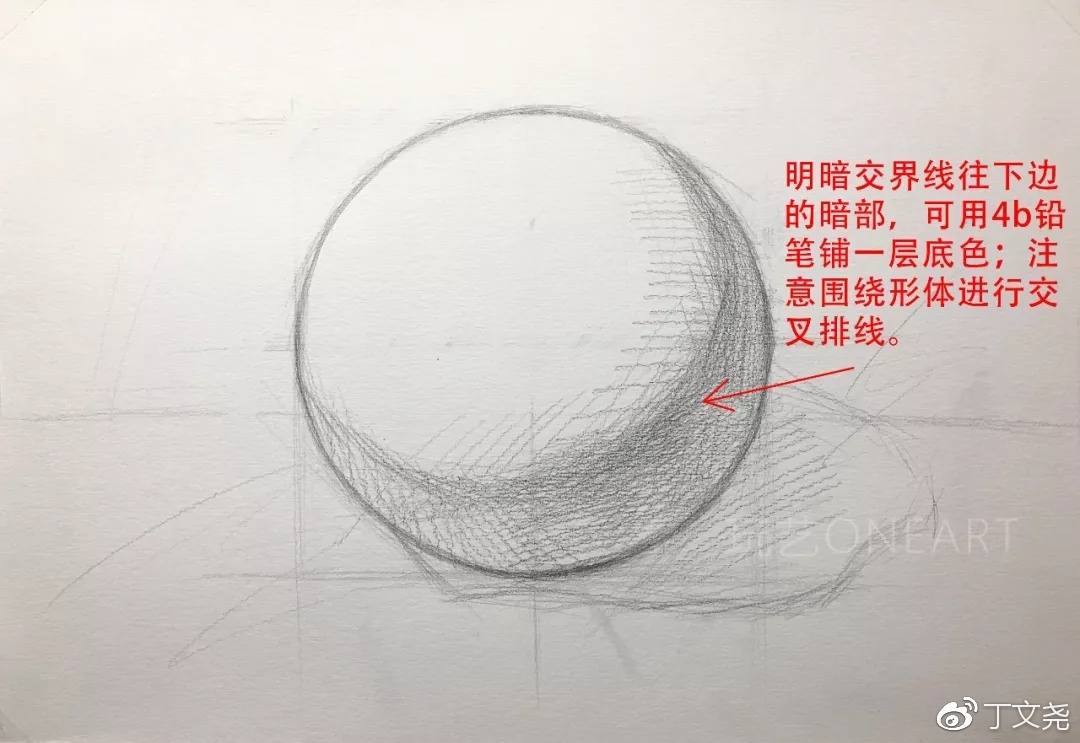 明暗交界线往下边
的暗部，可用4b铅
笔铺一层底色；注
意围绕形体进行交
叉排线。
玩艺ONEART
丁文尧